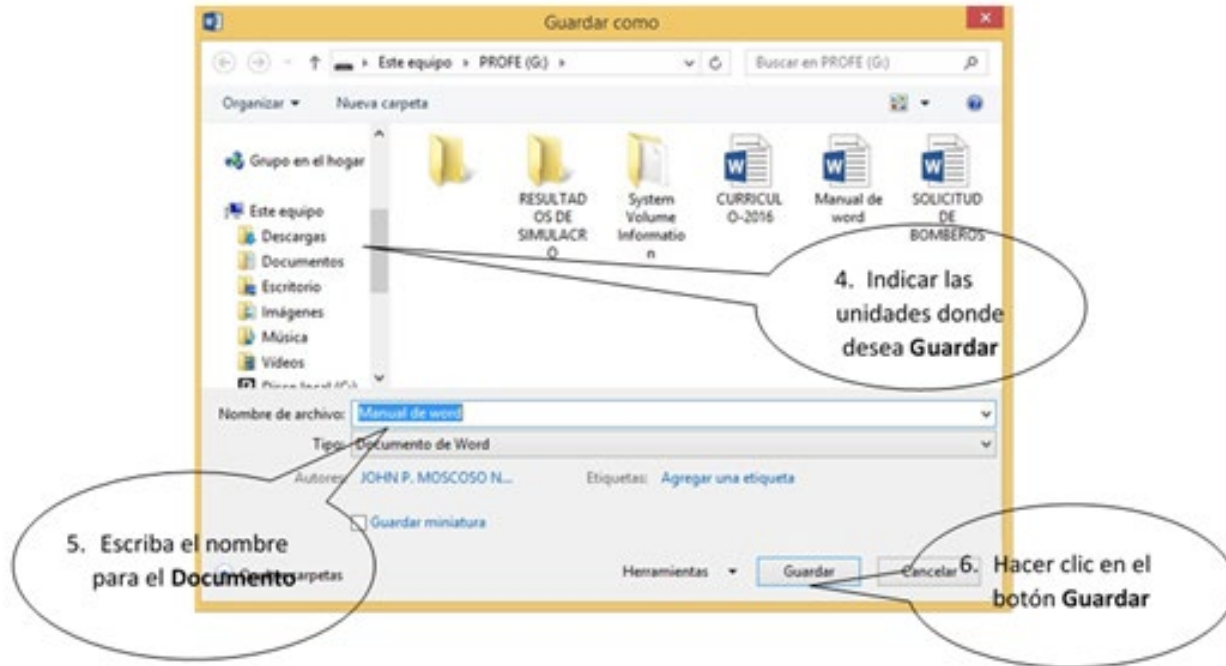 Guardar como
Este equipo ▸ PROFE (G:) ▸
Buscar en PROFE (G:)
Organizar
Nueva carpeta
Grupo en el hogar
Este equipo
Descargas
Documentos
Escritorio
Imágenes
Música
Vídeos
RESULTAD
OS DE
SIMULACR
O
System
Volume
Informatio
n
CURRICUL
O-2016
Manual de
word
SOLICITUD
DE
BOMBEROS
4. Indicar las
unidades donde
desea Guardar
Nombre de archivo: Manual de word
Tipo: Documento de Word
Autores: JOHN P. MOSCOSO N...
Etiquetas: Agregar una etiqueta
Guardar miniatura
5. Escriba el nombre
para el Documento
carpetas
Herramientas
Guardar
Cancelar
6. Hacer clic en el
botón Guardar